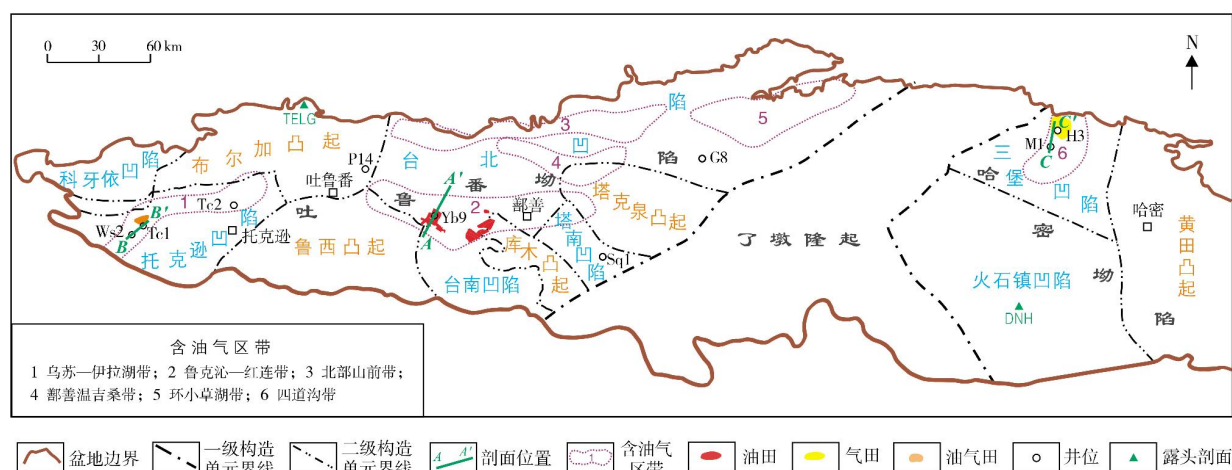 0 30 60 km
N
TELG
科牙依凹陷
布尔加凸起
P14
吐鲁番
台北凹陷
3
5
4
G8
塔克泉凸起
1
Tc2
B'
Ws2
Tc1
B
托克逊
托克逊凹陷
吐鲁番坳陷
鲁西凸起
A'
A
Yb9
2
鄯善
库木凸起
塔南凹陷
Sq1
台南凹陷
了墩隆起
C'
H3
M1
C
6
三堡凹陷
哈密坳陷
哈密
火石镇凹陷
DNH
黄田凸起
含油气区带
1 乌苏—伊拉湖带；2 鲁克沁—红连带；3 北部山前带；
4 鄯善温吉桑带；5 环小草湖带；6 四道沟带
盆地边界
一级构造
单元界线
二级构造
单元界线
A A'
剖面位置
1
含油气
区带
油田
气田
油气田
井位
露头剖面